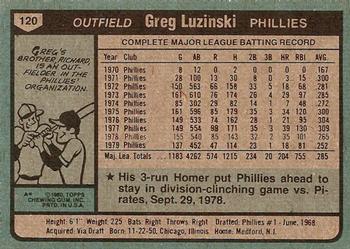 120
OUTFIELD Greg Luzinski PHILLIES
GREG'S
BROTHER, RICHARD,
IS AN OUT-
FIELDER IN THE
PHILLIES'
ORGANIZATION.
A* © 1980, TOPPS
CHEWING GUM, INC.
PRTD. IN U.S.A.
COMPLETE MAJOR LEAGUE BATTING RECORD
Year Club G AB R H 2B 3B HR RBI AVG
1970 Phillies 8 12 0 2 0 0 0 0 .167
1971 Phillies 28 100 13 30 8 0 3 15 .300
1972 Phillies 150 563 66 158 33 5 18 68 .281
1973 Phillies 161 610 76 174 26 4 29 97 .285
1974 Phillies 85 302 29 82 14 1 7 48 .272
1975 Phillies 161 596 85 179 35 3 34 120 .300
1976 Phillies 149 533 74 162 28 1 21 95 .304
1977 Phillies 149 554 99 171 35 3 39 130 .309
1978 Phillies 155 540 85 143 32 2 35 101 .265
1979 Phillies 137 452 47 114 23 1 18 81 .252
Maj. Lea. Totals 1183 4262 574 1215 234 20 204 755 .285
★ His 3-run Homer put Phillies ahead to
stay in division-clinching game vs. Pi-
rates, Sept. 29, 1978.
Height: 6'1" Weight: 225 Bats: Right Throws: Right Drafted: Phillies #1 - June, 1968
Acquired: Via Draft Born: 11-22-50, Chicago, Illinois Home: Medford, N.J.